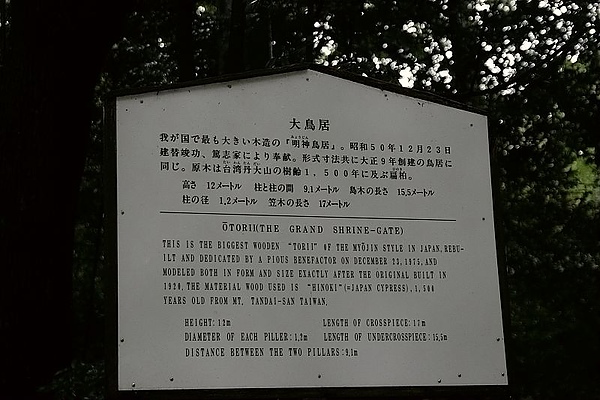 大鳥居
我が国で最も大きい木造の『明神鳥居』。昭和50年12月23日
建替竣功、篤志家により奉献。形式寸法共に大正9年創建の鳥居に
同じ。原木は台湾丹大山の樹齢1,500年に及ぶ扁柏。
高さ 12メートル 柱と柱の間 9,1メートル 島木の長さ 15,5メートル
柱の径 1,2メートル 笠木の長さ 17メートル
ŌTORII(THE GRAND SHRINE-GATE)
THIS IS THE BIGGEST WOODEN "TORII" OF THE MYŌJIN STYLE IN JAPAN, REBU-
ILT AND DEDICATED BY A PIOUS BENEFACTOR ON DECEMBER 23, 1975, AND
MODELED BOTH IN FORM AND SIZE EXACTLY AFTER THE ORIGINAL BUILT IN
1920. THE MATERIAL WOOD USED IS "HINOKI"(=JAPAN CYPRESS), 1,500
YEARS OLD FROM MT. TANDAI-SAN TAIWAN.
HEIGHT: 12m LENGTH OF CROSSPIECE: 17m
DIAMETER OF EACH PILLER: 1,2m LENGTH OF UNDERCROSSPIECE: 15,5m
DISTANCE BETWEEN THE TWO PILLARS: 9,1m